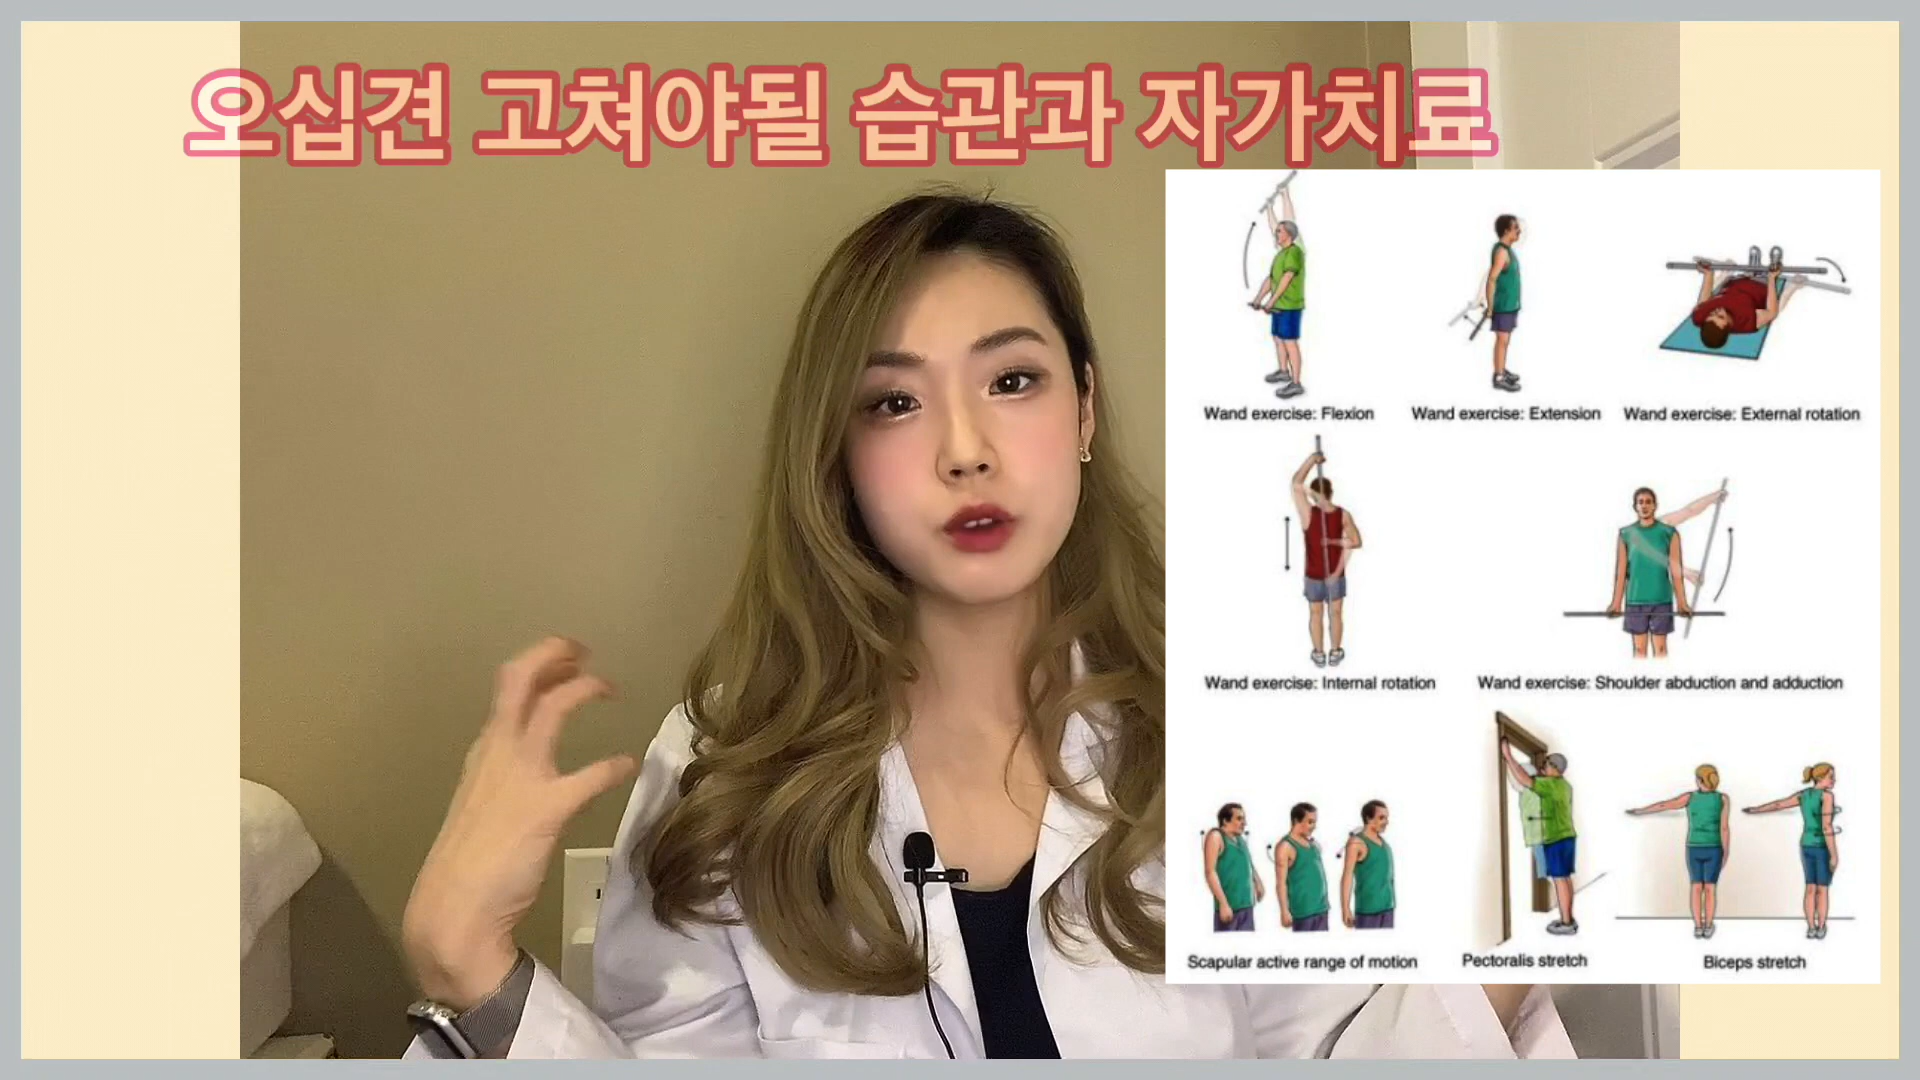 오십견 고쳐야될 습관과 자가치료
Wand exercise: Flexion
Wand exercise: Extension
Wand exercise: External rotation
Wand exercise: Internal rotation
Wand exercise: Shoulder abduction and adduction
Scapular active range of motion
Pectoralis stretch
Biceps stretch